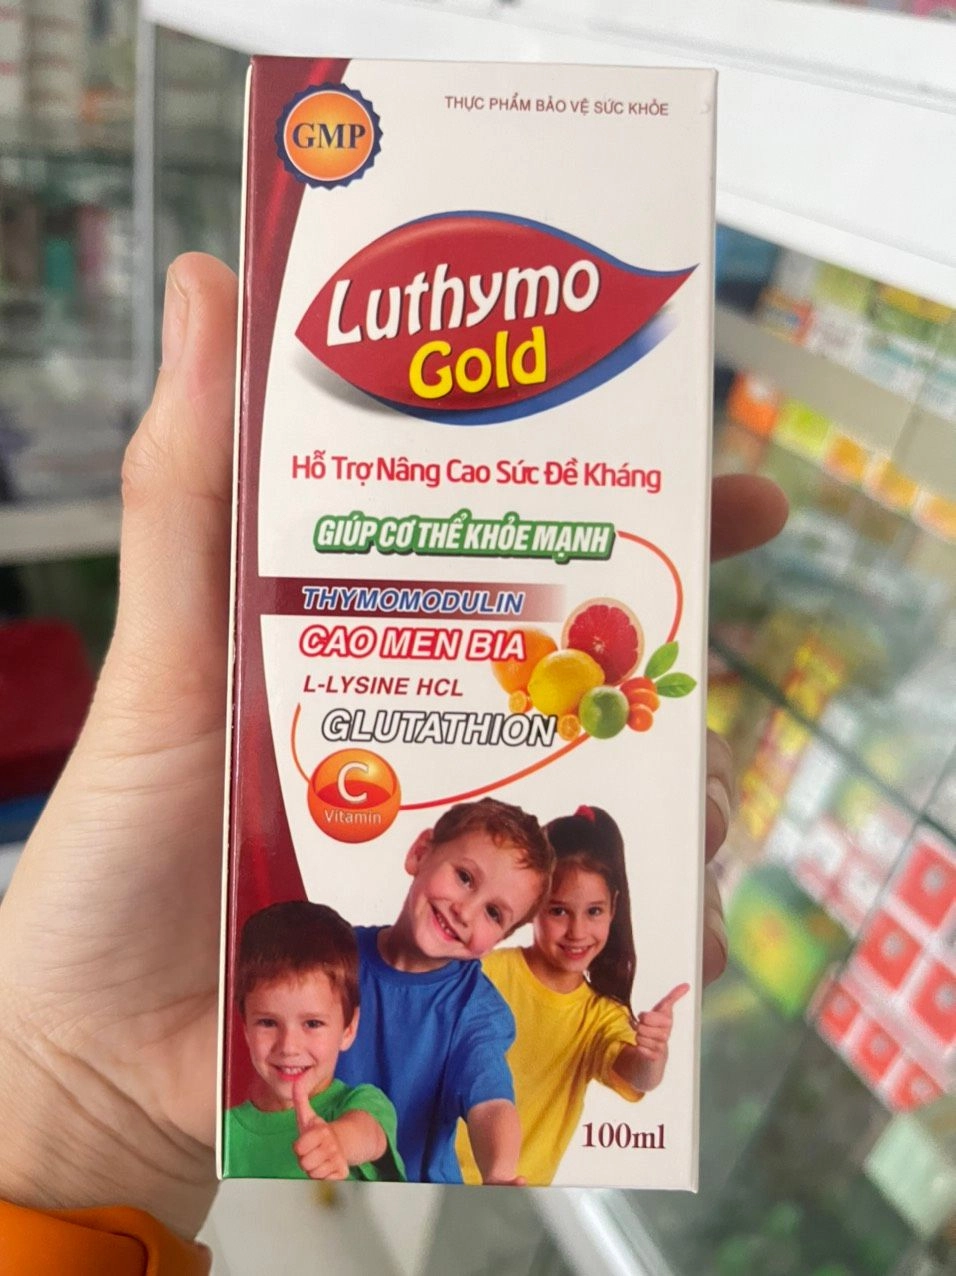 GMP
THỰC PHẨM BẢO VỆ SỨC KHỎE
Luthymo
Gold
Hỗ Trợ Nâng Cao Sức Đề Kháng
GIÚP CƠ THỂ KHỎE MẠNH
THYMOMODULIN
CAO MEN BIA
L-LYSINE HCL
GLUTATHION
C
Vitamin
100ml